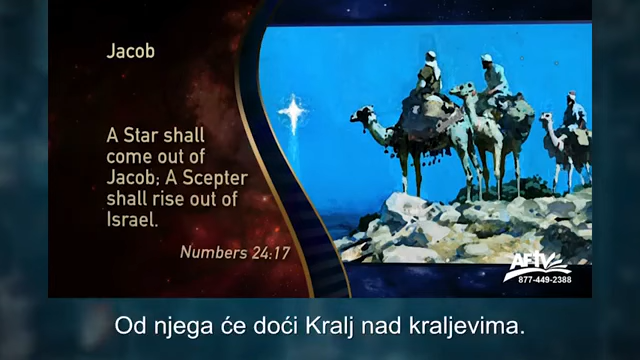 Jacob
A Star shall
come out of
Jacob; A Scepter
shall rise out of
Israel.
Numbers 24:17
AFTV
877-449-2388
Od njega će doći Kralj nad kraljevima.